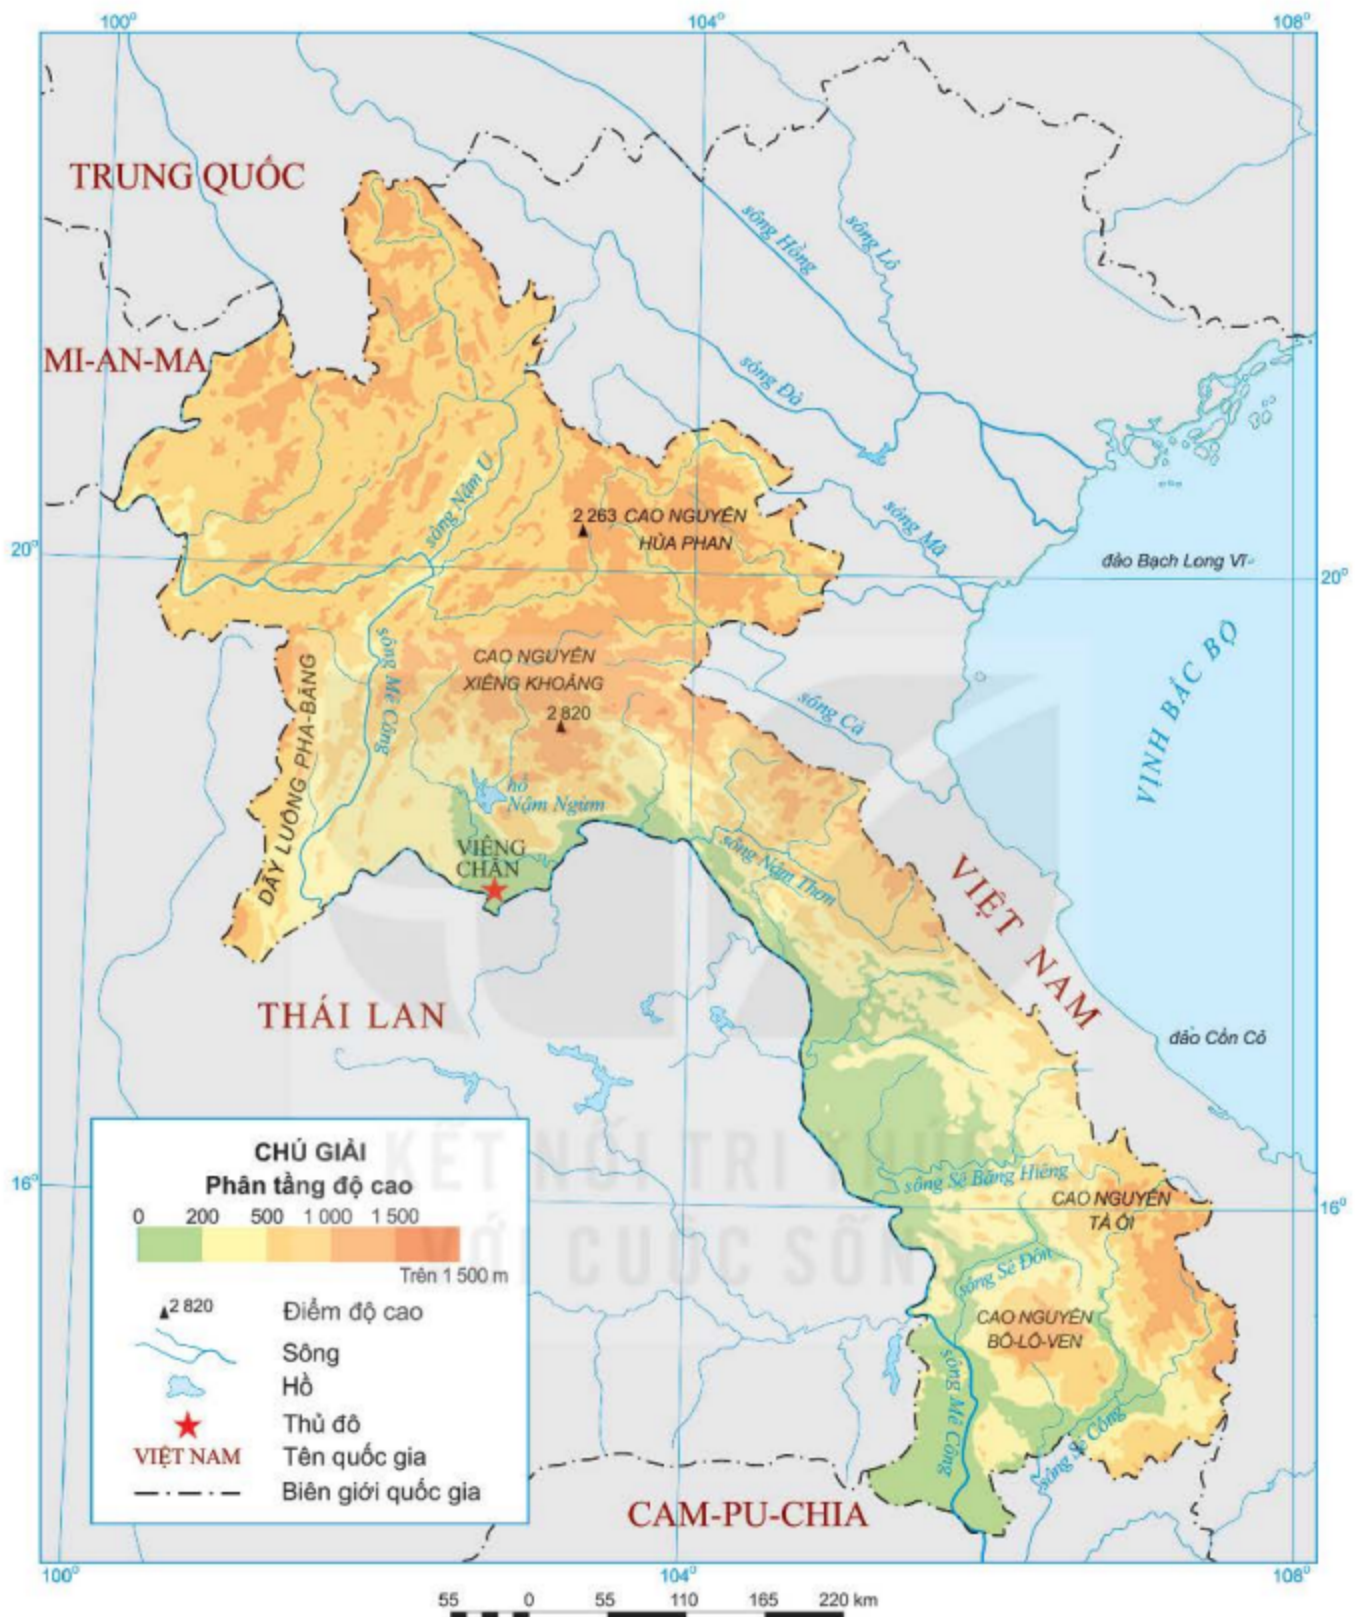 100°
104°
108°
TRUNG QUỐC
sông Hồng
sông Lô
MI-AN-MA
sông Đà
sông Nậm U
2 263 CAO NGUYÊN
HỦA PHAN
sông Mã
20°
đảo Bạch Long Vĩ
20°
VỊNH BẮC BỘ
sông Mê Công
CAO NGUYÊN
XIÊNG KHOẢNG
2 820
sông Cả
DÃY LUÔNG PHA-BĂNG
hồ
Nậm Ngừm
VIÊNG
CHĂN
sông Nậm Thơn
VIỆT NAM
THÁI LAN
đảo Cồn Cỏ
KẾT NỐI TRI THỨC
VỚI CUỘC SỐNG
16°
sông Sê Băng Hiêng
CAO NGUYÊN
TÀ ÔI
16°
sông Sê Đôn
CAO NGUYÊN
BÔ-LÔ-VEN
sông Mê Công
sông Sê Công
CAM-PU-CHIA
CHÚ GIẢI
Phân tầng độ cao
0 200 500 1 000 1 500
Trên 1 500 m
2 820 Điểm độ cao
Sông
Hồ
Thủ đô
VIỆT NAM Tên quốc gia
Biên giới quốc gia
100°
104°
108°
55 0 55 110 165 220 km